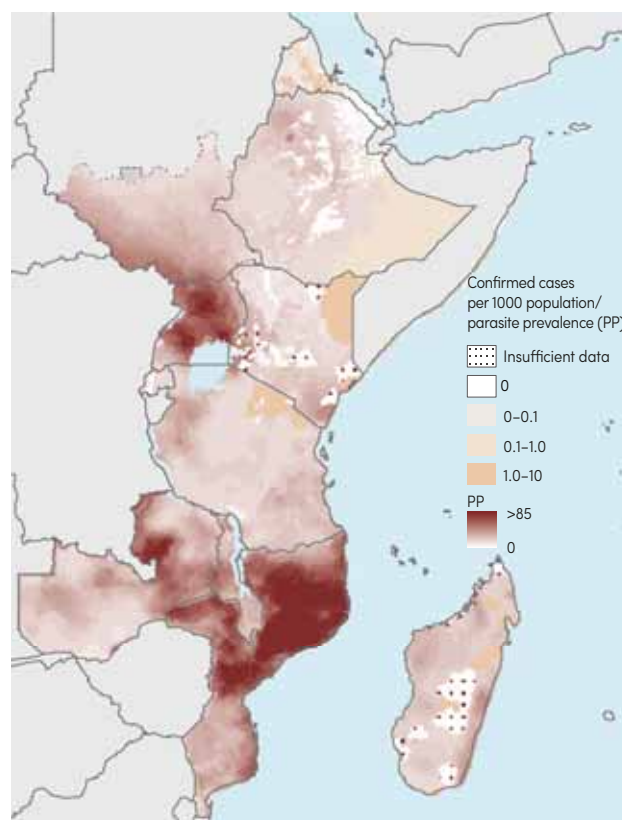 Confirmed cases
per 1000 population/
parasite prevalence (PP)
Insufficient data
0
0–0.1
0.1–1.0
1.0–10
PP
>85
0